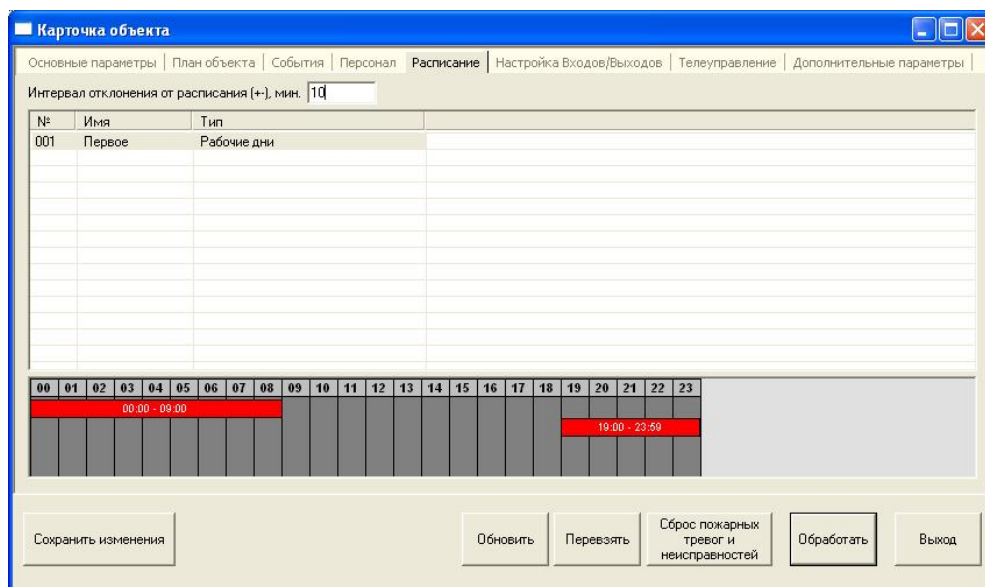 Карточка объекта
Основные параметры План объекта События Персонал Расписание Настройка Входов/Выходов Телеуправление Дополнительные параметры
Интервал отклонения от расписания (+-), мин. 10
№ Имя Тип
001 Первое Рабочие дни
00 01 02 03 04 05 06 07 08 09 10 11 12 13 14 15 16 17 18 19 20 21 22 23
00:00 - 09:00
19:00 - 23:59
Сохранить изменения
Обновить
Перевзять
Сброс пожарных
тревог и
неисправностей
Обработать
Выход